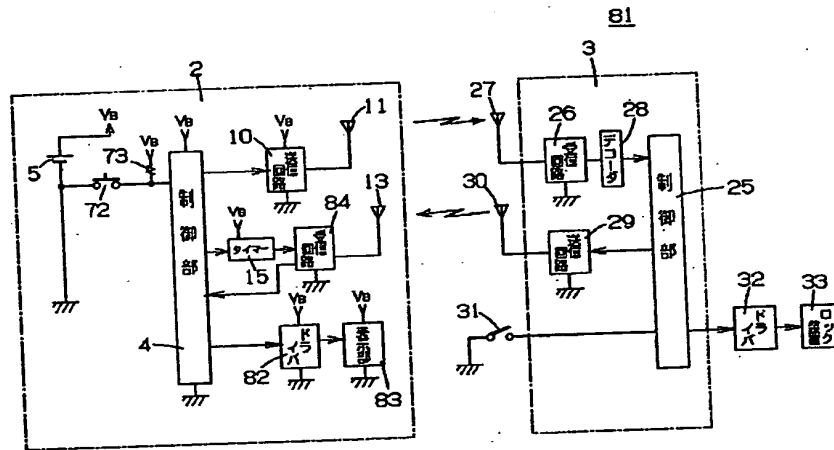 81
2
3
VB
VB
VB
11
27
26
28
10
73
送信
回路
受信
回路
デコーダ
5
72
13
84
30
25
制御部
制御部
VB
29
タイマー
受信
回路
送信
回路
15
VB
VB
31
32
33
4
ドライバ
表示部
ドライバ
ロック
装置
82
83